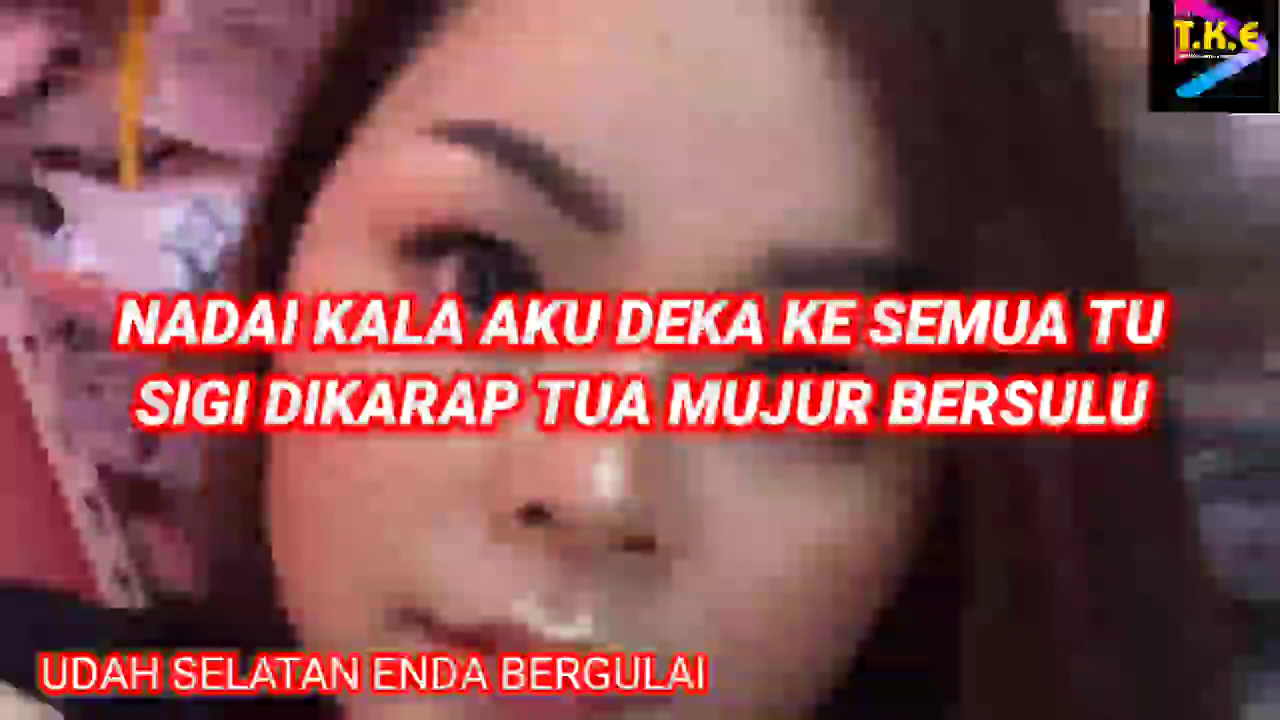 T.K.E
NADAI KALA AKU DEKA KE SEMUA TU
SIGI DIKARAP TUA MUJUR BERSULU
UDAH SELATAN ENDA BERGULAI